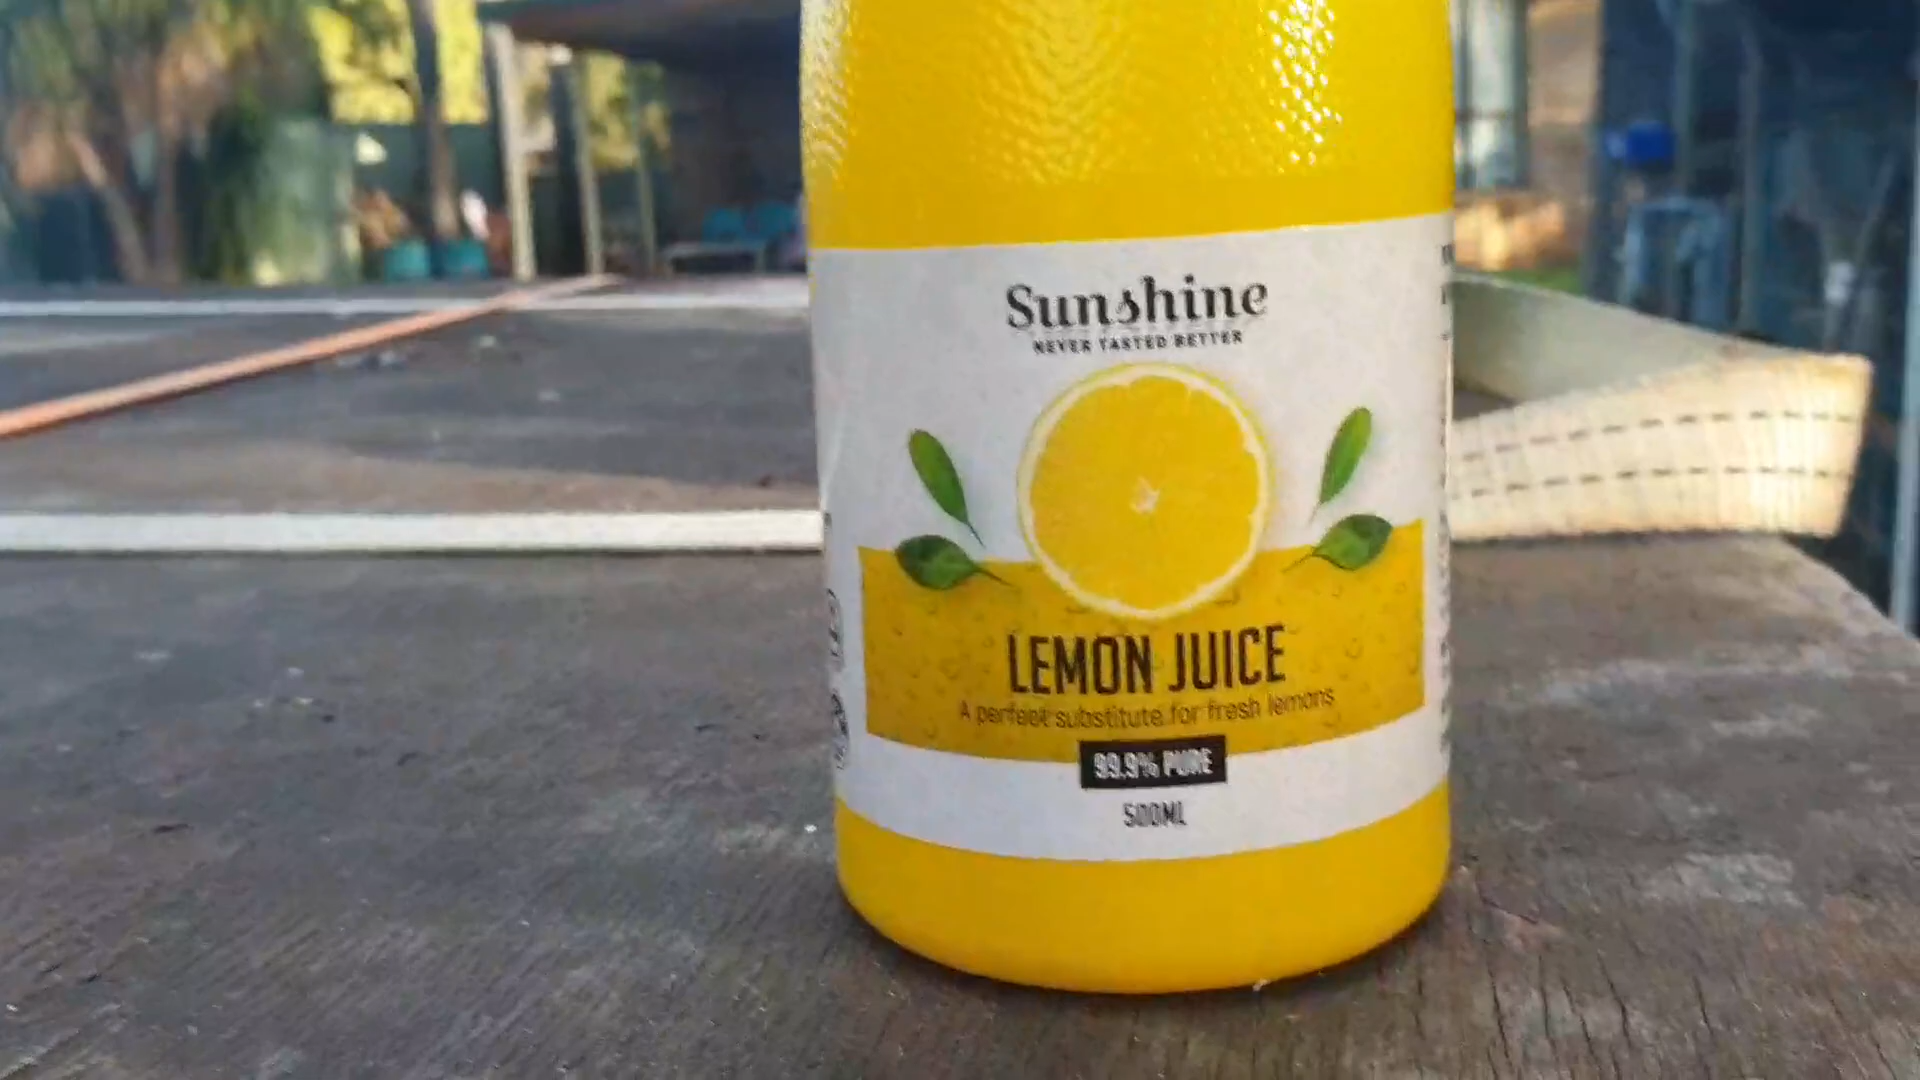 Sunshine
NEVER TASTED BETTER
LEMON JUICE
A perfect substitute for fresh lemons
99.9% PURE
500ML